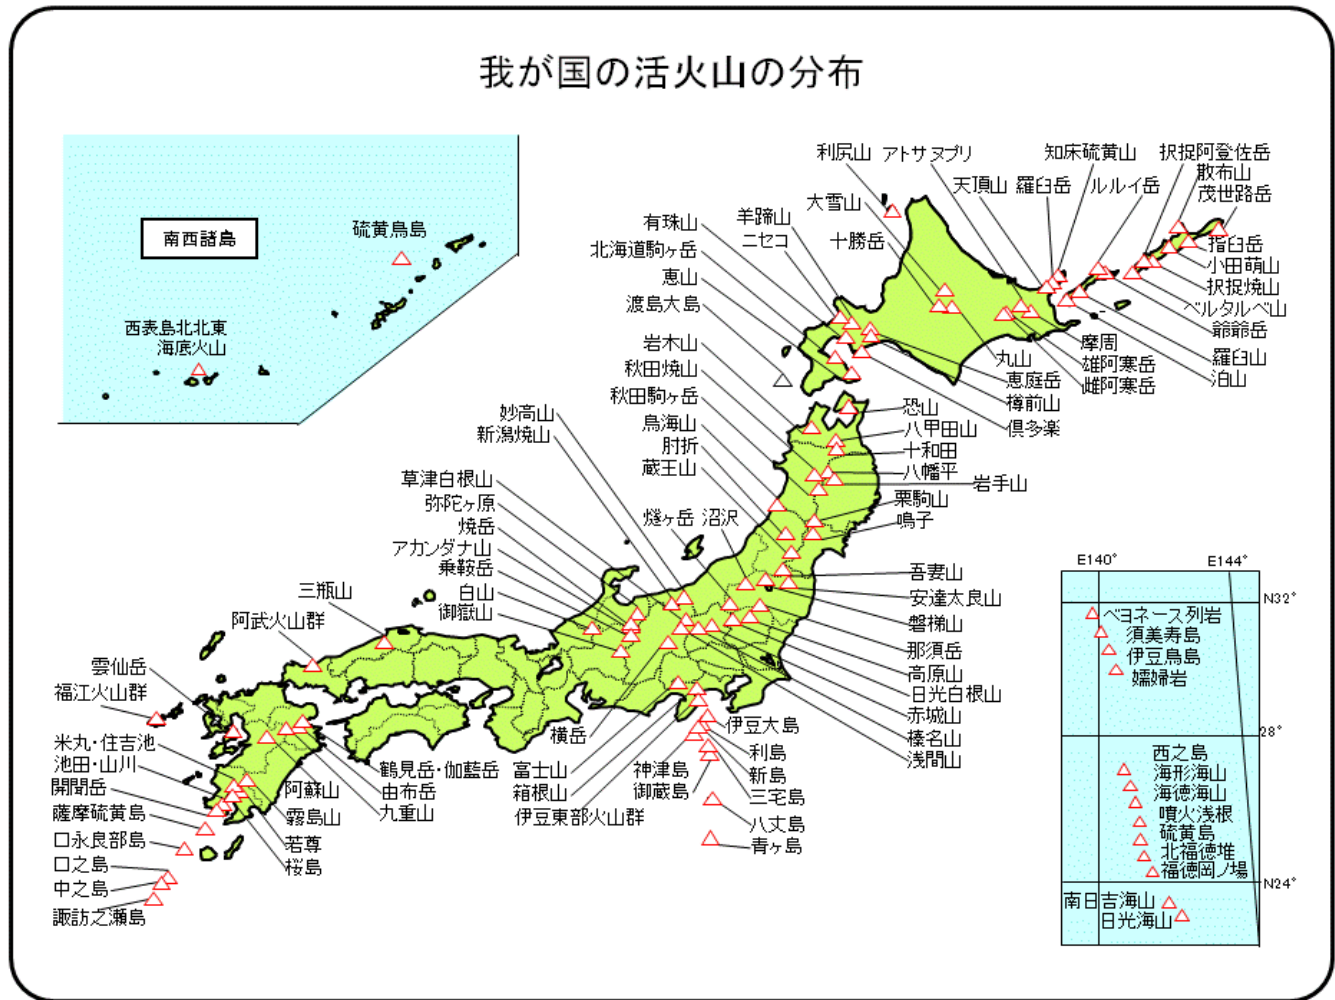 我が国の活火山の分布
南西諸島
硫黄鳥島
西表島北北東
海底火山
利尻山
アトサヌプリ
知床硫黄山
択捉阿登佐岳
散布山
天頂山
羅臼岳
ルルイ岳
茂世路岳
大雪山
有珠山
羊蹄山
北海道駒ヶ岳
ニセコ
十勝岳
指臼岳
小田萌山
恵山
択捉焼山
渡島大島
ベルタルベ山
爺爺岳
岩木山
摩周
羅臼山
秋田焼山
丸山
雄阿寒岳
泊山
恵庭岳
雌阿寒岳
秋田駒ヶ岳
樽前山
妙高山
恐山
鳥海山
倶多楽
新潟焼山
八甲田山
肘折
十和田
蔵王山
八幡平
草津白根山
岩手山
弥陀ヶ原
栗駒山
燧ヶ岳
沼沢
鳴子
焼岳
アカンダナ山
乗鞍岳
吾妻山
三瓶山
白山
安達太良山
御嶽山
阿武火山群
磐梯山
那須岳
雲仙岳
高原山
福江火山群
日光白根山
赤城山
伊豆大島
横岳
榛名山
米丸・住吉池
利島
浅間山
池田・山川
鶴見岳・伽藍岳
富士山
神津島
新島
開聞岳
阿蘇山
由布岳
箱根山
御蔵島
三宅島
薩摩硫黄島
霧島山
九重山
伊豆東部火山群
八丈島
口永良部島
若尊
青ヶ島
口之島
桜島
中之島
諏訪之瀬島
E140°
E144°
N32°
ベヨネース列岩
須美寿島
伊豆鳥島
孀婦岩
28°
西之島
海形海山
海徳海山
噴火浅根
硫黄島
北福徳堆
福徳岡ノ場
N24°
南日吉海山
日光海山